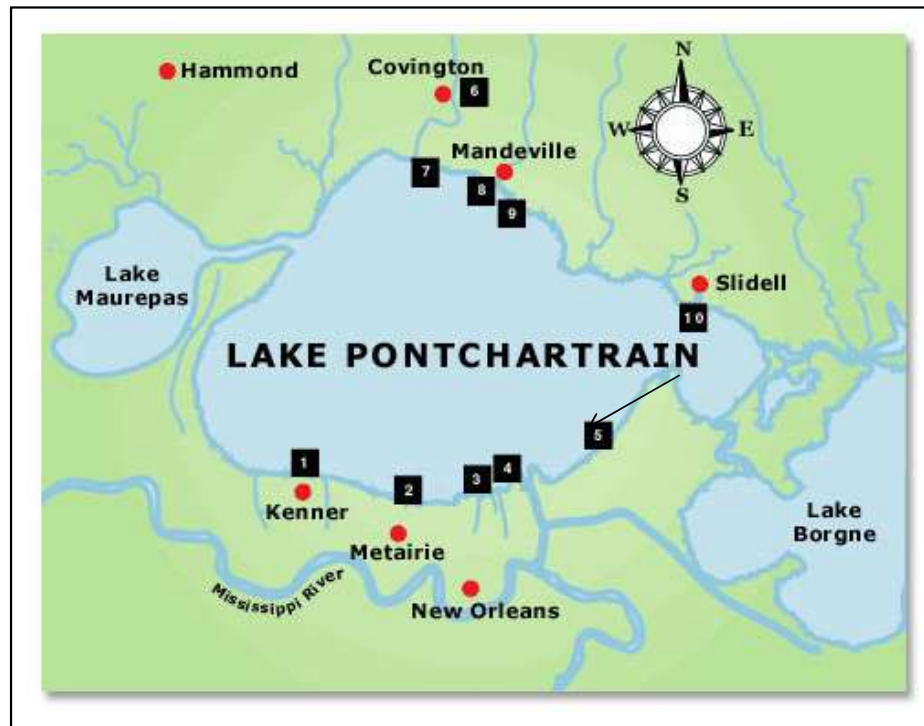 N
Hammond
Covington
6
W
E
Mandeville
7
8
S
9
Lake
Maurepas
Slidell
10
LAKE PONTCHARTRAIN
5
1
4
3
2
Kenner
Lake
Borgne
Metairie
Mississippi River
New Orleans